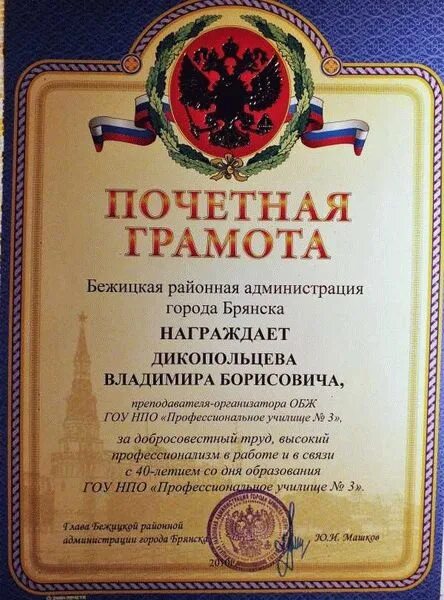 ПОЧЕТНАЯ
ГРАМОТА
Бежицкая районная администрация
города Брянска
НАГРАЖДАЕТ
ДИКОПОЛЬЦЕВА
ВЛАДИМИРА БОРИСОВИЧА,
преподавателя-организатора ОБЖ
ГОУ НПО «Профессиональное училище № 3»,
за добросовестный труд, высокий
профессионализм в работе и в связи
с 40-летием со дня образования
ГОУ НПО «Профессиональное училище № 3».
Глава Бежицкой районной
администрации города Брянска
Ю.И. Машков